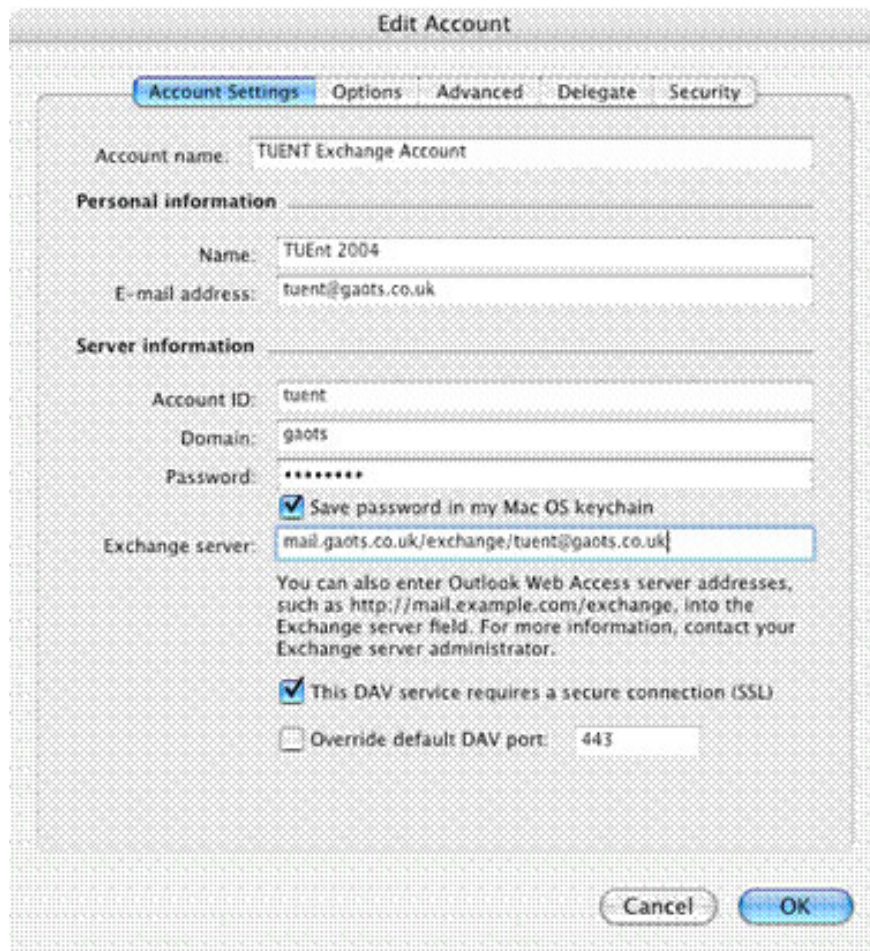 Edit Account
Account Settings Options Advanced Delegate Security
Account name: TUENT Exchange Account
Personal information
Name: TUEnt 2004
E-mail address: tuent@gaots.co.uk
Server information
Account ID: tuent
Domain: gaots
Password: ••••••••
Save password in my Mac OS keychain
Exchange server: mail.gaots.co.uk/exchange/tuent@gaots.co.uk
You can also enter Outlook Web Access server addresses,
such as http://mail.example.com/exchange, into the
Exchange server field. For more information, contact your
Exchange server administrator.
This DAV service requires a secure connection (SSL)
Override default DAV port: 443
Cancel OK